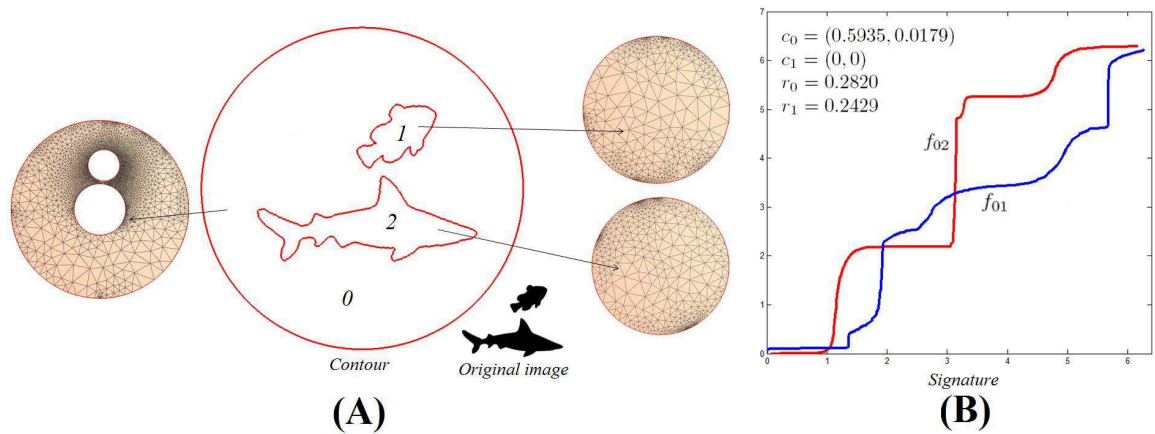 1
2
0
Contour
Original image
(A)
7
6
5
4
3
2
1
0
0
1
2
3
4
5
6
c₀ = (0.5935, 0.0179)
c₁ = (0, 0)
r₀ = 0.2820
r₁ = 0.2429
f₀₂
f₀₁
Signature
(B)